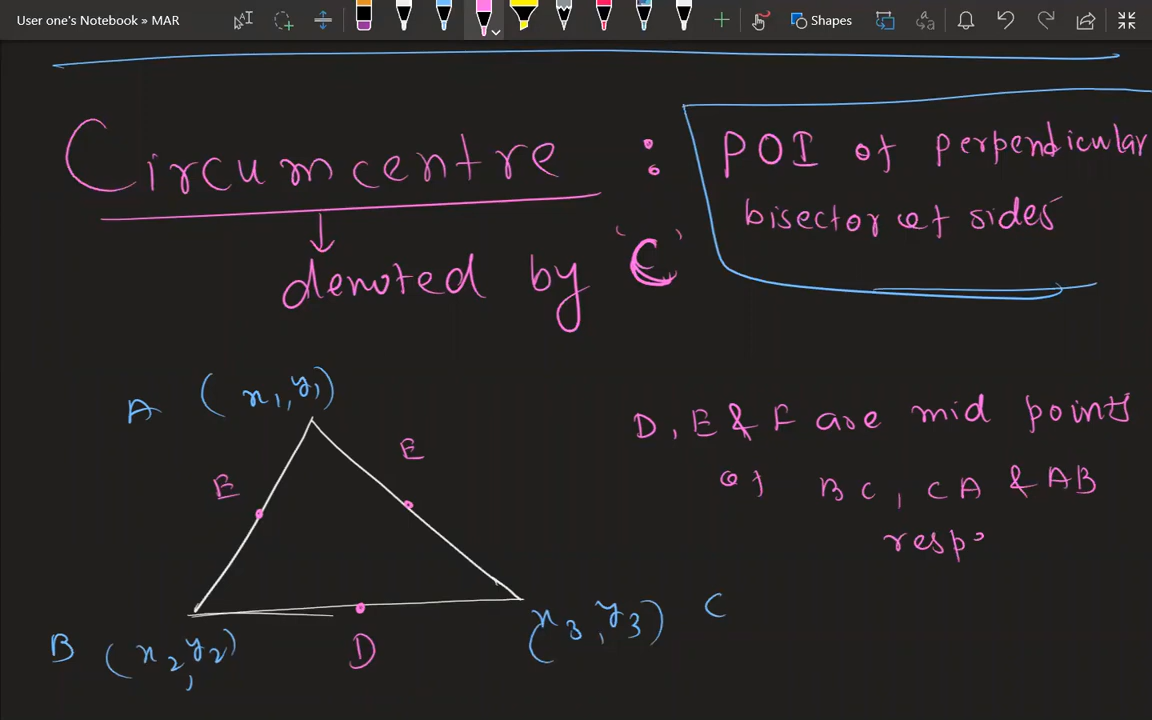 User one's Notebook » MAR
Shapes
Circumcentre :
POI of perpendicular
bisector of sides
denoted by 'C'
A (x1, y1)
E
E
D, E & F are mid points
of BC, CA & AB
resp
B (x2, y2)
D
(x3, y3) C